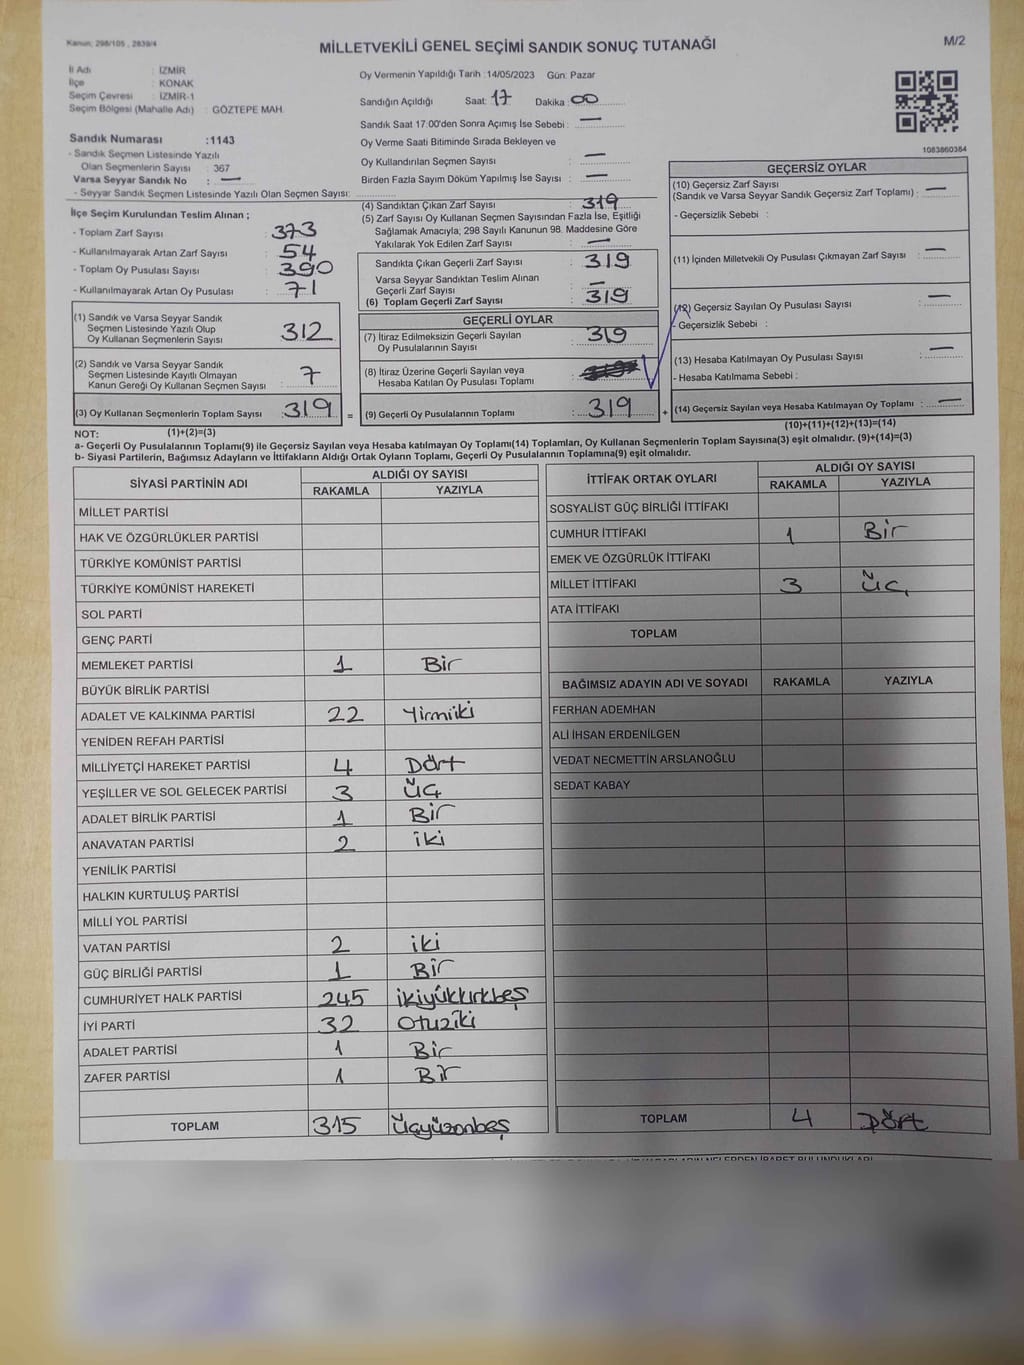 Kanun: 298/105 , 2839/4
MİLLETVEKİLİ GENEL SEÇİMİ SANDIK SONUÇ TUTANAĞI
M/2
İl Adı : İZMİR
İlçe : KONAK
Seçim Çevresi : İZMİR-1
Seçim Bölgesi (Mahalle Adı) : GÖZTEPE MAH.
Sandık Numarası :1143
- Sandık Seçmen Listesinde Yazılı
Olan Seçmenlerin Sayısı : 367
Varsa Seyyar Sandık No : —
- Seyyar Sandık Seçmen Listesinde Yazılı Olan Seçmen Sayısı:
Oy Vermenin Yapıldığı Tarih :14/05/2023 Gün: Pazar
Sandığın Açıldığı Saat: 17 Dakika : 00
Sandık Saat 17:00'den Sonra Açımış İse Sebebi : —
Oy Verme Saati Bitiminde Sırada Bekleyen ve
Oy Kullandırılan Seçmen Sayısı : —
Birden Fazla Sayım Döküm Yapılmış İse Sayısı : —
1083860384
İlçe Seçim Kurulundan Teslim Alınan ;
- Toplam Zarf Sayısı : 373
- Kullanılmayarak Artan Zarf Sayısı : 54
- Toplam Oy Pusulası Sayısı : 390
- Kullanılmayarak Artan Oy Pusulası : 71
(1) Sandık ve Varsa Seyyar Sandık
Seçmen Listesinde Yazılı Olup
Oy Kullanan Seçmenlerin Sayısı : 312
(2) Sandık ve Varsa Seyyar Sandık
Seçmen Listesinde Kayıtlı Olmayan
Kanun Gereği Oy Kullanan Seçmen Sayısı : 7
(3) Oy Kullanan Seçmenlerin Toplam Sayısı : 319 =
(4) Sandıktan Çıkan Zarf Sayısı : 319
(5) Zarf Sayısı Oy Kullanan Seçmen Sayısından Fazla İse, Eşitliği
Sağlamak Amacıyla, 298 Sayılı Kanunun 98. Maddesine Göre
Yakılarak Yok Edilen Zarf Sayısı : —
Sandıkta Çıkan Geçerli Zarf Sayısı : 319
Varsa Seyyar Sandıktan Teslim Alınan
Geçerli Zarf Sayısı : —
(6) Toplam Geçerli Zarf Sayısı : 319
GEÇERLİ OYLAR
(7) İtiraz Edilmeksizin Geçerli Sayılan
Oy Pusulalarının Sayısı : 319
(8) İtiraz Üzerine Geçerli Sayılan veya
Hesaba Katılan Oy Pusulası Toplamı :
(9) Geçerli Oy Pusulalarının Toplamı : 319 +
GEÇERSİZ OYLAR
(10) Geçersiz Zarf Sayısı
(Sandık ve Varsa Seyyar Sandık Geçersiz Zarf Toplamı) : —
- Geçersizlik Sebebi :
(11) İçinden Milletvekili Oy Pusulası Çıkmayan Zarf Sayısı : —
(12) Geçersiz Sayılan Oy Pusulası Sayısı : —
- Geçersizlik Sebebi :
(13) Hesaba Katılmayan Oy Pusulası Sayısı : —
- Hesaba Katılmama Sebebi :
(14) Geçersiz Sayılan veya Hesaba Katılmayan Oy Toplamı : —
NOT: (1)+(2)=(3) (10)+(11)+(12)+(13)=(14)
a- Geçerli Oy Pusulalarının Toplamı(9) ile Geçersiz Sayılan veya Hesaba katılmayan Oy Toplamı(14) Toplamları, Oy Kullanan Seçmenlerin Toplam Sayısına(3) eşit olmalıdır. (9)+(14)=(3)
b- Siyasi Partilerin, Bağımsız Adayların ve İttifakların Aldığı Ortak Oyların Toplamı, Geçerli Oy Pusulalarının Toplamına(9) eşit olmalıdır.
SİYASİ PARTİNİN ADI ALDIĞI OY SAYISI
RAKAMLA YAZIYLA
MİLLET PARTİSİ
HAK VE ÖZGÜRLÜKLER PARTİSİ
TÜRKİYE KOMÜNİST PARTİSİ
TÜRKİYE KOMÜNİST HAREKETİ
SOL PARTİ
GENÇ PARTİ
MEMLEKET PARTİSİ 1 Bir
BÜYÜK BİRLİK PARTİSİ
ADALET VE KALKINMA PARTİSİ 22 Yirmiiki
YENİDEN REFAH PARTİSİ
MİLLİYETÇİ HAREKET PARTİSİ 4 Dört
YEŞİLLER VE SOL GELECEK PARTİSİ 3 Üç
ADALET BİRLİK PARTİSİ 1 Bir
ANAVATAN PARTİSİ 2 iki
YENİLİK PARTİSİ
HALKIN KURTULUŞ PARTİSİ
MİLLİ YOL PARTİSİ
VATAN PARTİSİ 2 iki
GÜÇ BİRLİĞİ PARTİSİ 1 Bir
CUMHURİYET HALK PARTİSİ 245 ikiyükkırkbeş
İYİ PARTİ 32 Otuziki
ADALET PARTİSİ 1 Bir
ZAFER PARTİSİ 1 Bir
TOPLAM 315 Üçyüzonbeş
İTTİFAK ORTAK OYLARI ALDIĞI OY SAYISI
RAKAMLA YAZIYLA
SOSYALİST GÜÇ BİRLİĞİ İTTİFAKI
CUMHUR İTTİFAKI 1 Bir
EMEK VE ÖZGÜRLÜK İTTİFAKI
MİLLET İTTİFAKI 3 Üç
ATA İTTİFAKI
TOPLAM
BAĞIMSIZ ADAYIN ADI VE SOYADI RAKAMLA YAZIYLA
FERHAN ADEMHAN
ALİ İHSAN ERDENİLGEN
VEDAT NECMETTİN ARSLANOĞLU
SEDAT KABAY
TOPLAM 4 Dört